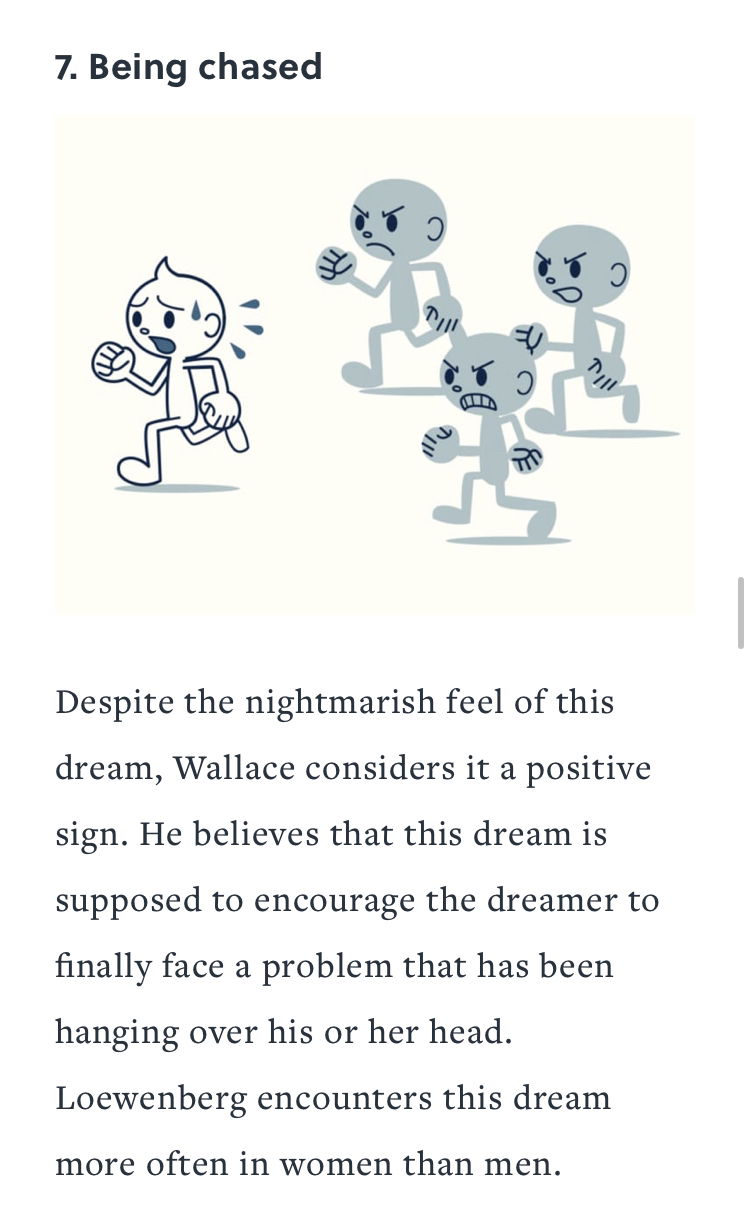 7. Being chased
Despite the nightmarish feel of this
dream, Wallace considers it a positive
sign. He believes that this dream is
supposed to encourage the dreamer to
finally face a problem that has been
hanging over his or her head.
Loewenberg encounters this dream
more often in women than men.